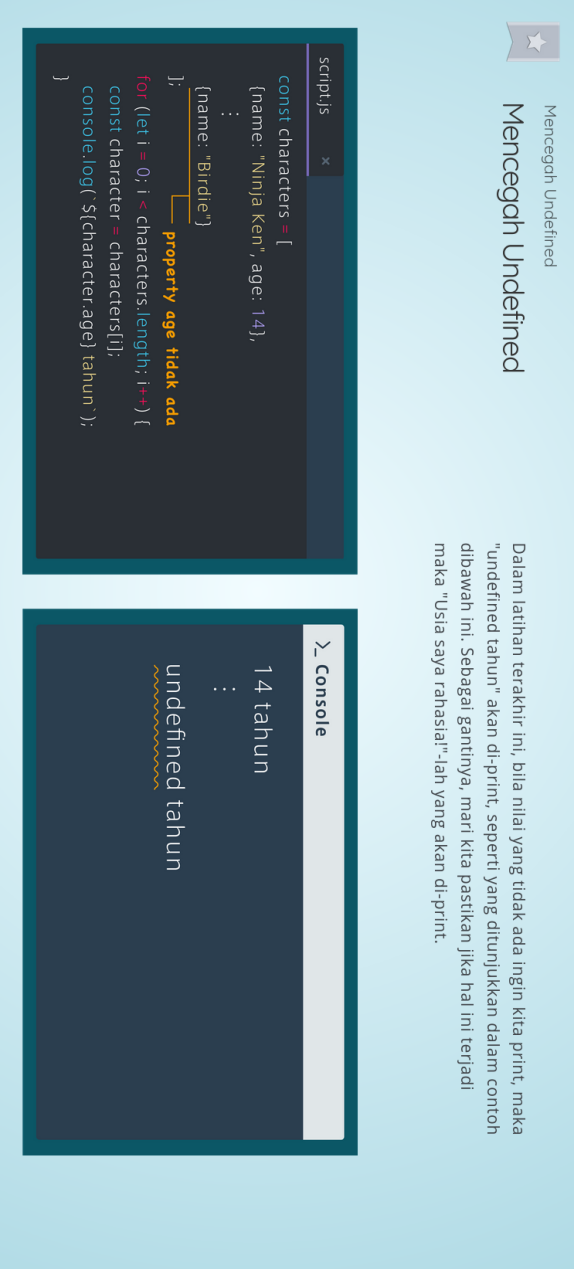 Mencegah Undefined
Mencegah Undefined
Dalam latihan terakhir ini, bila nilai yang tidak ada ingin kita print, maka
"undefined tahun" akan di-print, seperti yang ditunjukkan dalam contoh
dibawah ini. Sebagai gantinya, mari kita pastikan jika hal ini terjadi
maka "Usia saya rahasia!"-lah yang akan di-print.
script.js ×
const characters = [
{name: "Ninja Ken", age: 14},
:
{name: "Birdie"}
property age tidak ada
];
for (let i = 0; i < characters.length; i++) {
const character = characters[i];
console.log(`${character.age} tahun`);
}
>_ Console
14 tahun
:
undefined tahun